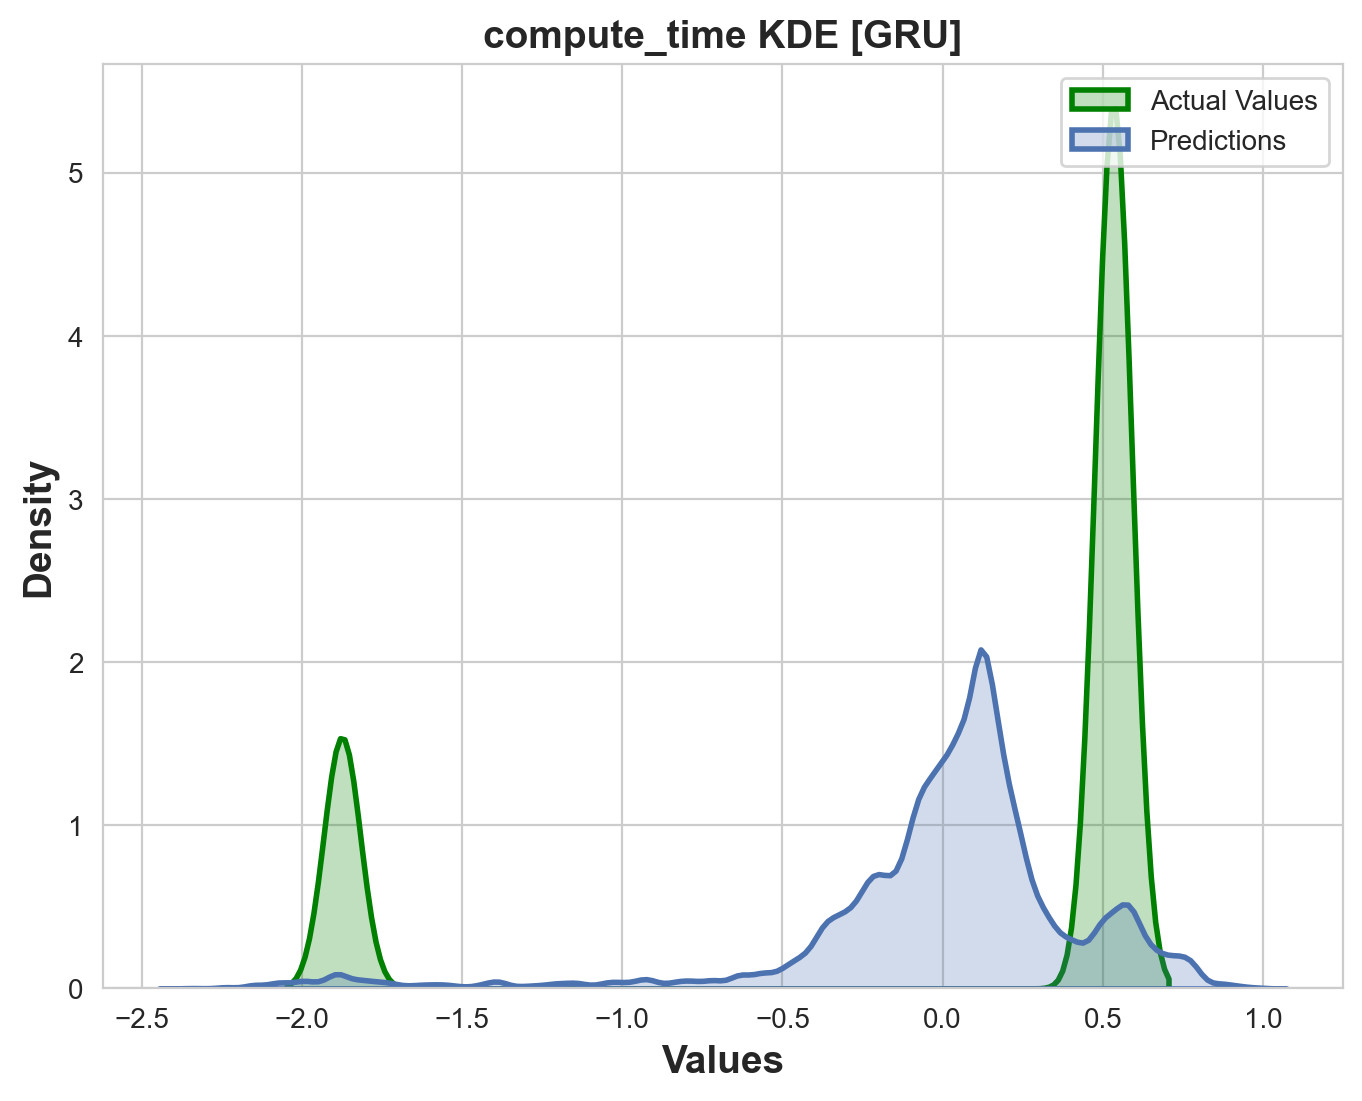 compute_time KDE [GRU]
Actual Values
Predictions
Density
5
4
3
2
1
0
−2.5 −2.0 −1.5 −1.0 −0.5 0.0 0.5 1.0
Values